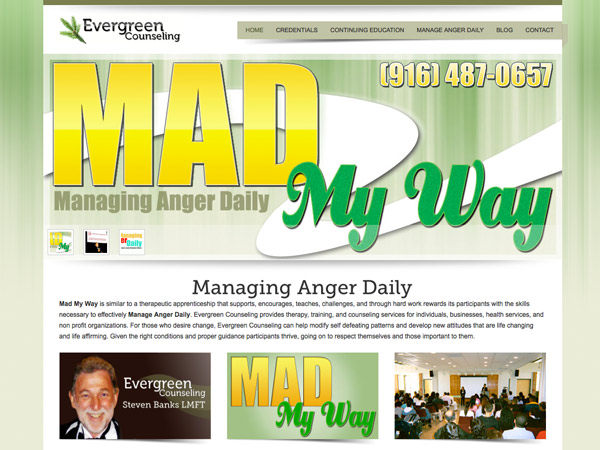 Evergreen
Counseling
HOME CREDENTIALS CONTINUING EDUCATION MANAGE ANGER DAILY BLOG CONTACT
(916) 487-0657
MAD
Managing Anger Daily
My Way
Managing Anger Daily
Mad My Way is similar to a therapeutic apprenticeship that supports, encourages, teaches, challenges, and through hard work rewards its participants with the skills
necessary to effectively Manage Anger Daily. Evergreen Counseling provides therapy, training, and counseling services for individuals, businesses, health services, and
non profit organizations. For those who desire change, Evergreen Counseling can help modify self defeating patterns and develop new attitudes that are life changing
and life affirming. Given the right conditions and proper guidance participants thrive, going on to respect themselves and those important to them.
Evergreen
Counseling
Steven Banks LMFT
MAD
My Way